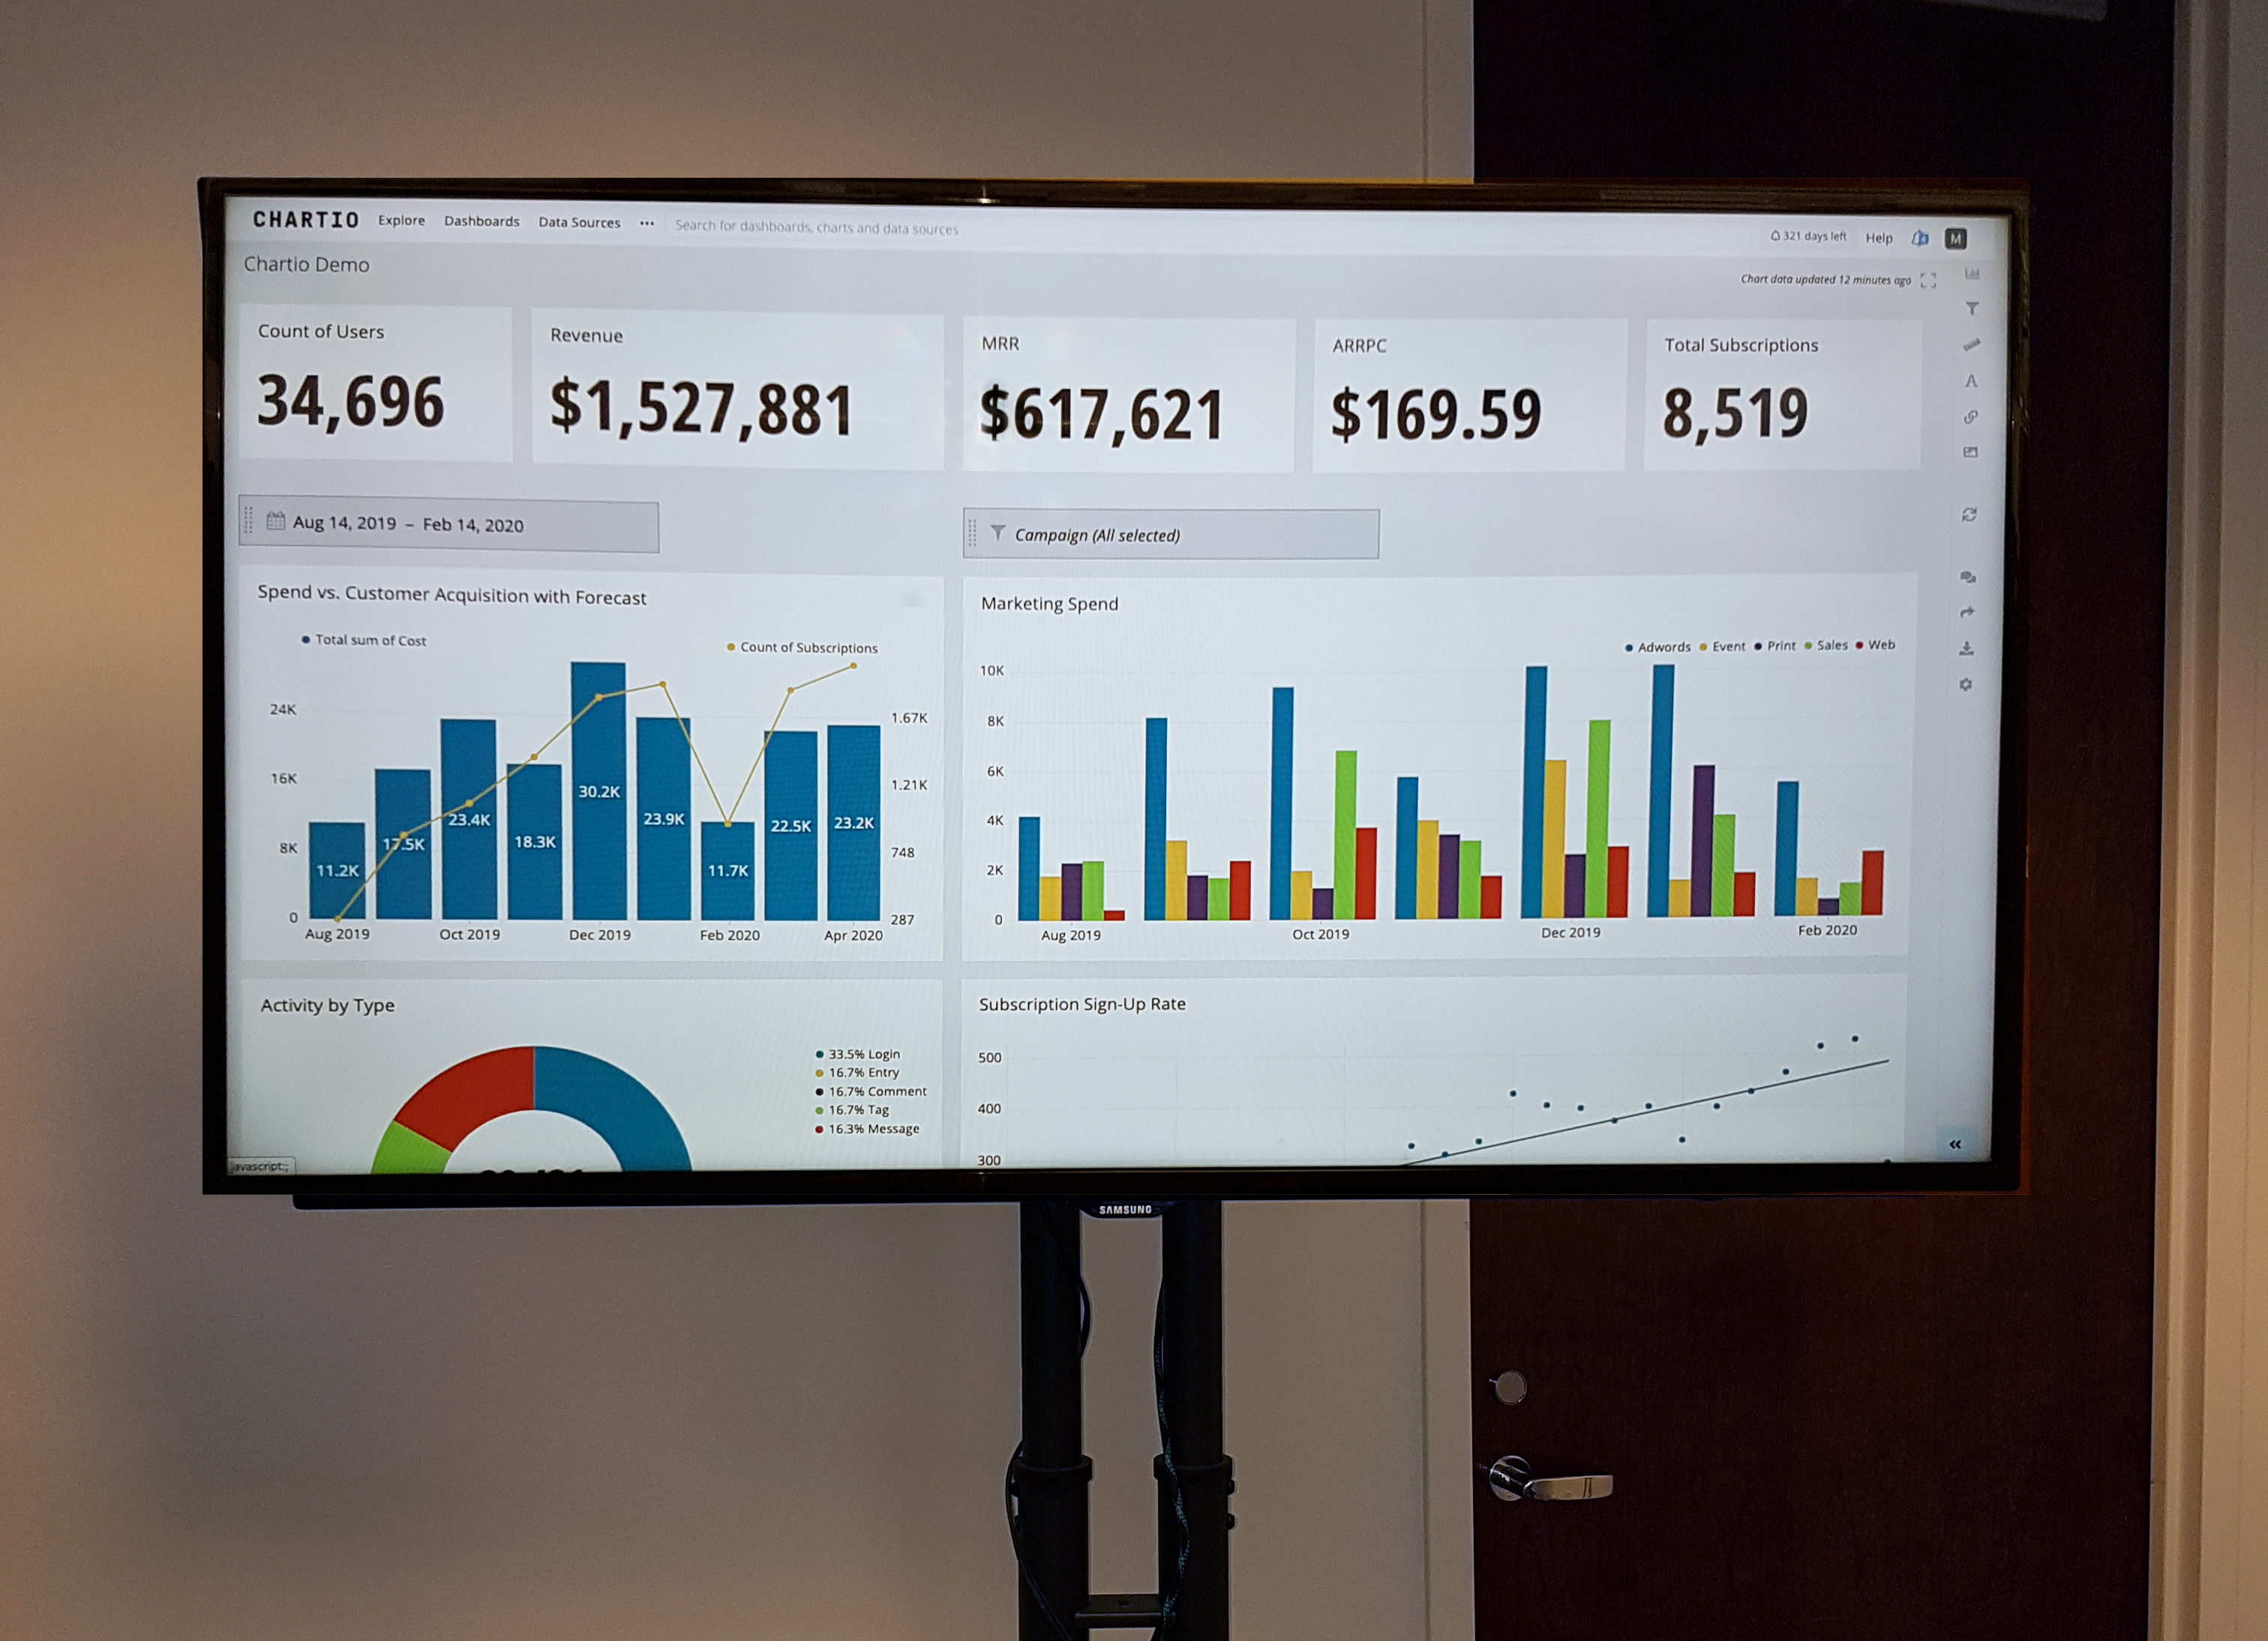 CHARTIO Explore Dashboards Data Sources ••• Search for dashboards, charts and data sources 321 days left Help M
Chartio Demo
Chart data updated 12 minutes ago
Count of Users
34,696
Revenue
$1,527,881
MRR
$617,621
ARRPC
$169.59
Total Subscriptions
8,519
Aug 14, 2019 – Feb 14, 2020
Campaign (All selected)
Spend vs. Customer Acquisition with Forecast
Total sum of Cost
Count of Subscriptions
24K
16K
8K
0
1.67K
1.21K
748
287
11.2K
17.5K
23.4K
18.3K
30.2K
23.9K
11.7K
22.5K
23.2K
Aug 2019 Oct 2019 Dec 2019 Feb 2020 Apr 2020
Marketing Spend
Adwords Event Print Sales Web
10K
8K
6K
4K
2K
0
Aug 2019 Oct 2019 Dec 2019 Feb 2020
Activity by Type
33.5% Login
16.7% Entry
16.7% Comment
16.7% Tag
16.3% Message
Subscription Sign-Up Rate
500
400
300
javascript:;
SAMSUNG